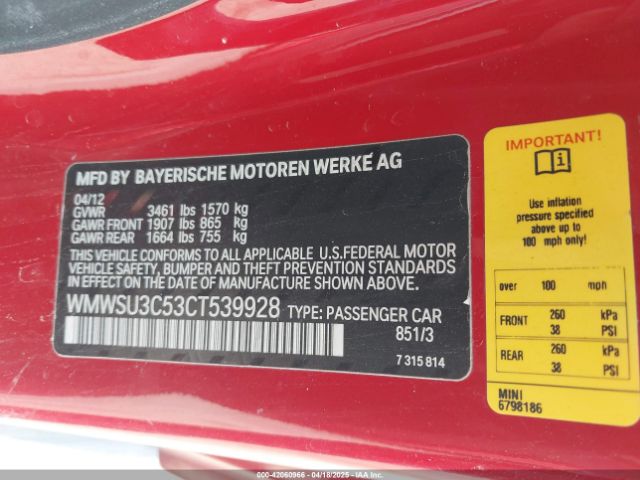 MFD BY BAYERISCHE MOTOREN WERKE AG
04/12
GVWR 3461 lbs 1570 kg
GAWR FRONT 1907 lbs 865 kg
GAWR REAR 1664 lbs 755 kg
THIS VEHICLE CONFORMS TO ALL APPLICABLE U.S.FEDERAL MOTOR
VEHICLE SAFETY, BUMPER AND THEFT PREVENTION STANDARDS
IN EFFECT ON THE DATE OF MANUFACTURE SHOWN ABOVE.
WMWSU3C53CT539928 TYPE: PASSENGER CAR
851/3
7 315 814
IMPORTANT!
Use inflation
pressure specified
above up to
100 mph only!
over 100 mph
FRONT 260 kPa
38 PSI
REAR 260 kPa
38 PSI
MINI
6798186
000-42060966 - 04/18/2025 - IAAI.COM